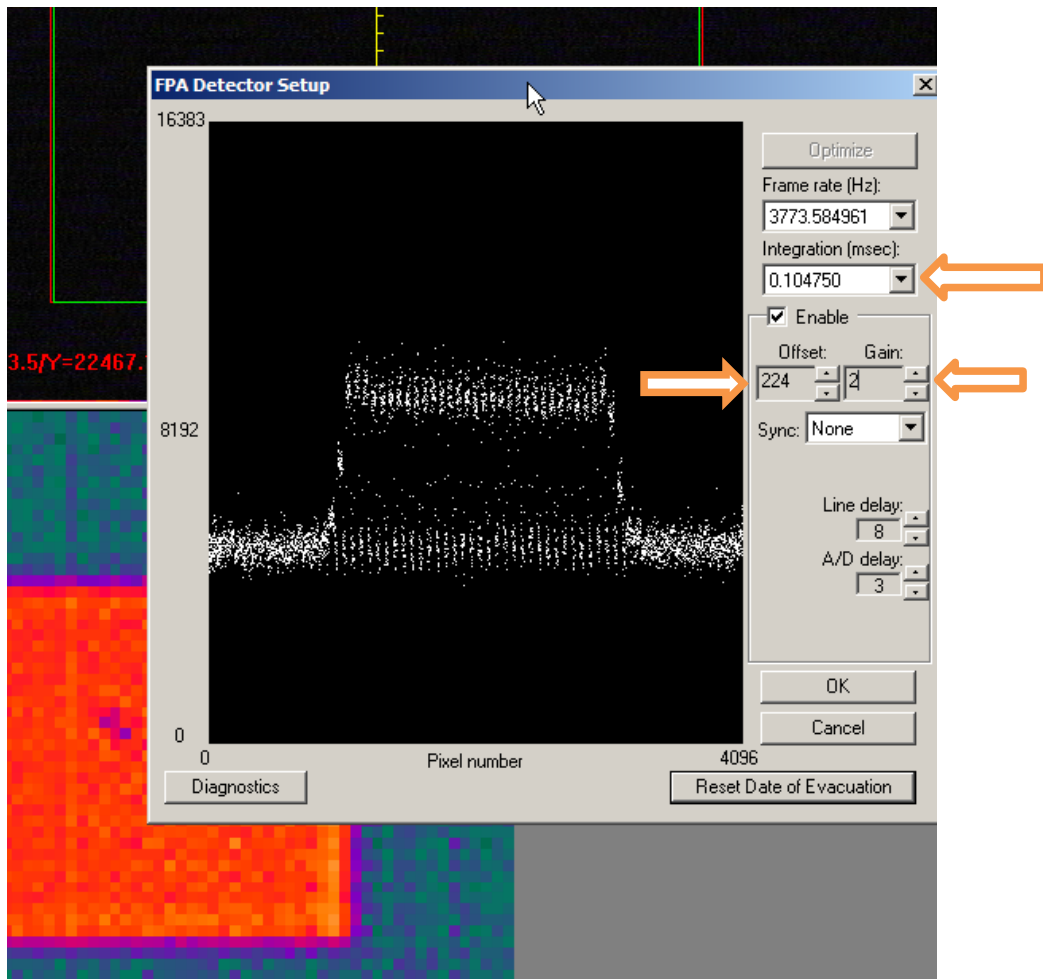 FPA Detector Setup
16383
Optimize
Frame rate (Hz):
3773.584961
Integration (msec):
0.104750
Enable
3.5/Y=22467.
Offset: Gain:
224 2
8192
Sync: None
Line delay:
8
A/D delay:
3
OK
0
Cancel
0 Pixel number 4096
Diagnostics Reset Date of Evacuation